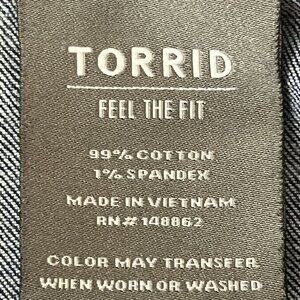 TORRID
FEEL THE FIT
99% COTTON
1% SPANDEX
MADE IN VIETNAM
RN# 148862
COLOR MAY TRANSFER
WHEN WORN OR WASHED